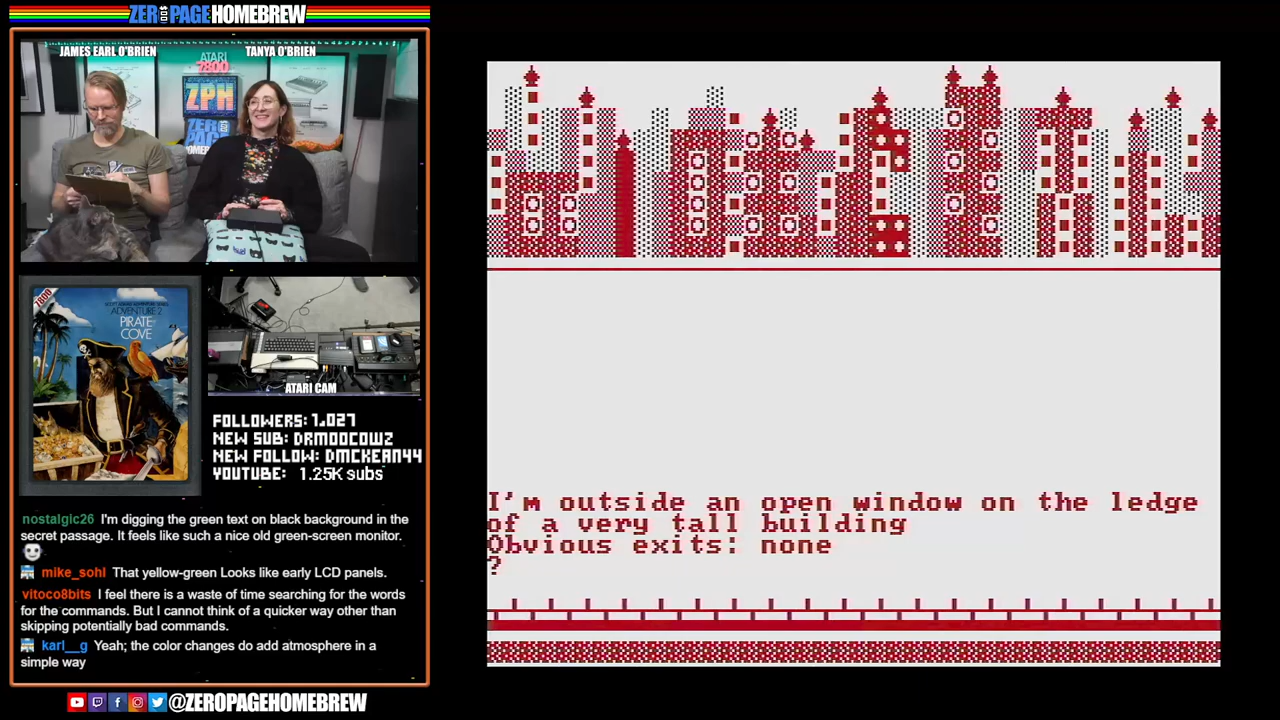 ZEROPAGE HOMEBREW
JAMES EARL O'BRIEN
TANYA O'BRIEN
ATARI
7800
ZPH
ZERO
PAGE
HOMEBREW
7800
ADVENTURE 2
PIRATE
COVE
ATARI CAM
FOLLOWERS: 1,027
NEW SUB: DRMOOCOWZ
NEW FOLLOW: DMCKEAN44
YOUTUBE: 1.25K subs
nostalgic26 I'm digging the green text on black background in the
secret passage. It feels like such a nice old green-screen monitor.
mike_sohl That yellow-green Looks like early LCD panels.
vitoco8bits I feel there is a waste of time searching for the words
for the commands. But I cannot think of a quicker way other than
skipping potentially bad commands.
karl__g Yeah; the color changes do add atmosphere in a
simple way
@ZEROPAGEHOMEBREW
I'm outside an open window on the ledge
of a very tall building
Obvious exits: none
?